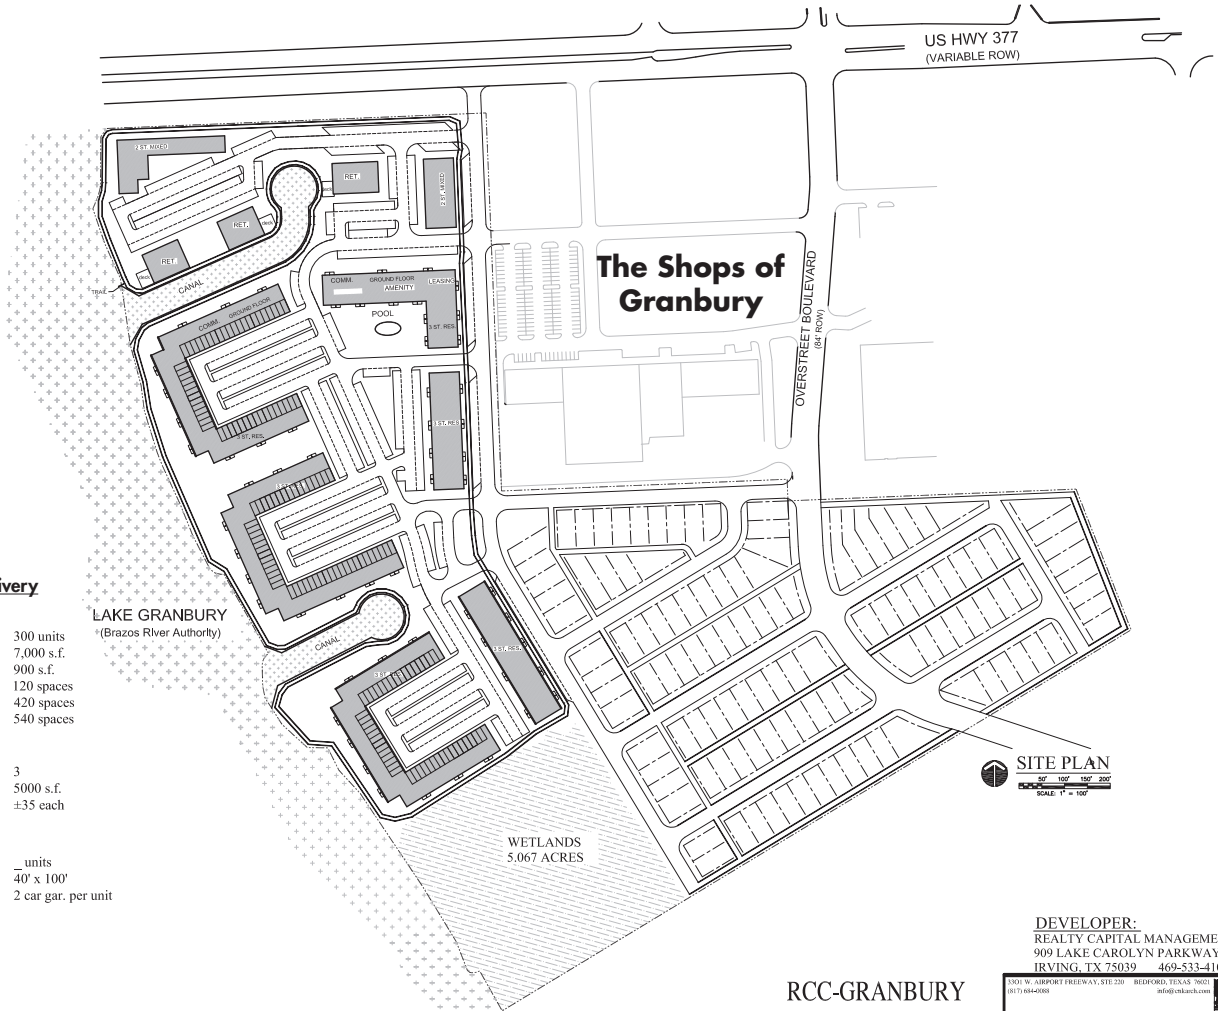 US HWY 377
(VARIABLE ROW)
2 ST. MIXED
RET.
deck
2 ST. MIXED
RET.
deck
RET.
deck
TRAIL
CANAL
COMM.
GROUND FLOOR
AMENITY
LEASING
POOL
3 ST. RES.
COMM.
GROUND FLOOR
3 ST. RES.
3 ST. RES.
The Shops of
Granbury
OVERSTREET BOULEVARD
(84' ROW)
ivery
LAKE GRANBURY
(Brazos River Authority)
300 units
7,000 s.f.
900 s.f.
120 spaces
420 spaces
540 spaces
CANAL
3 ST. RES.
3 ST. RES.
3
5000 s.f.
±35 each
SITE PLAN
50' 100' 150' 200'
SCALE: 1" = 100'
WETLANDS
5.067 ACRES
_ units
40' x 100'
2 car gar. per unit
DEVELOPER:
REALTY CAPITAL MANAGEME
909 LAKE CAROLYN PARKWAY
IRVING, TX 75039 469-533-41
RCC-GRANBURY
3301 W. AIRPORT FREEWAY, STE 220 BEDFORD, TEXAS 76021
(817) 684-0088 info@cnkarch.com